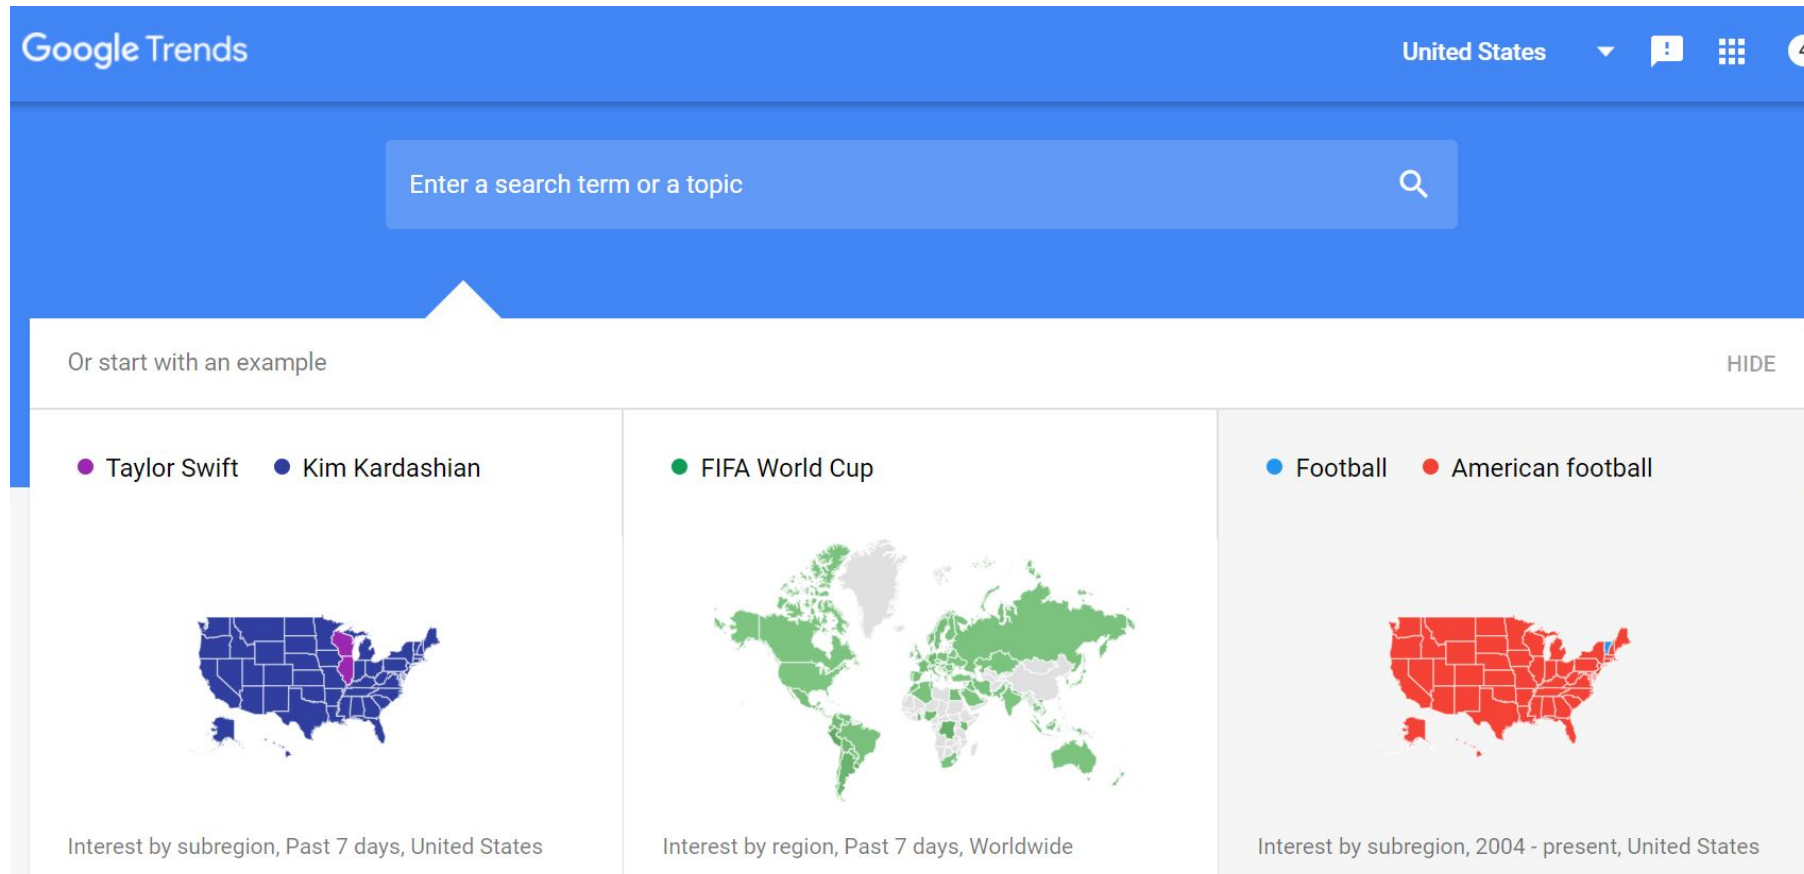 Google Trends
United States
Enter a search term or a topic
Or start with an example
HIDE
Taylor Swift Kim Kardashian
FIFA World Cup
Football American football
Interest by subregion, Past 7 days, United States
Interest by region, Past 7 days, Worldwide
Interest by subregion, 2004 - present, United States